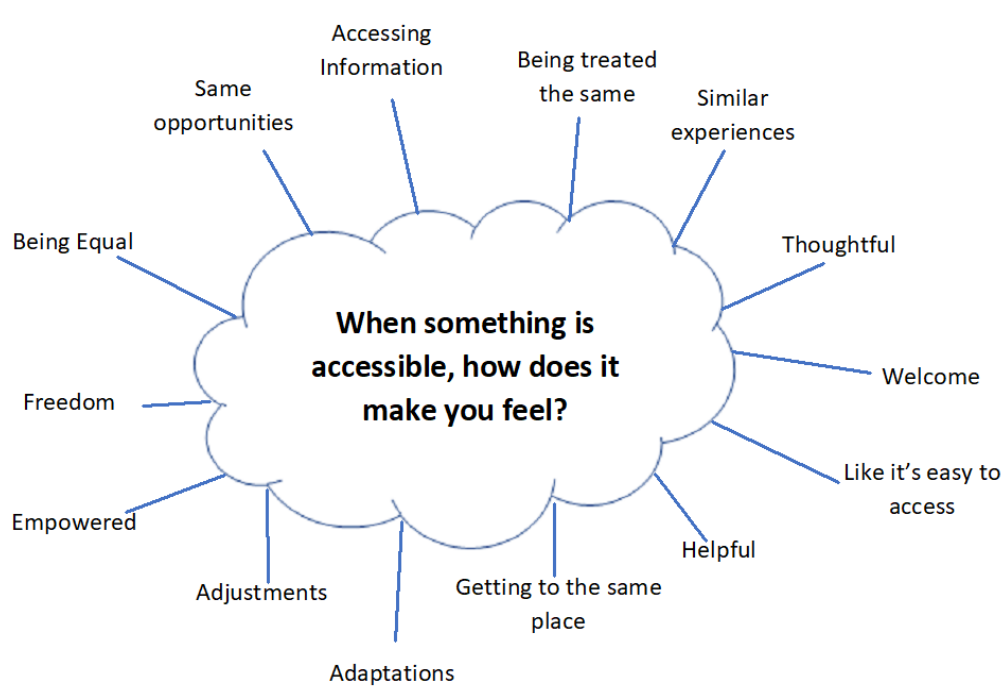 Accessing
Information
Being treated
the same
Same
opportunities
Similar
experiences
Being Equal
Thoughtful
When something is
accessible, how does it
make you feel?
Welcome
Freedom
Like it’s easy to
access
Empowered
Helpful
Adjustments
Getting to the same
place
Adaptations